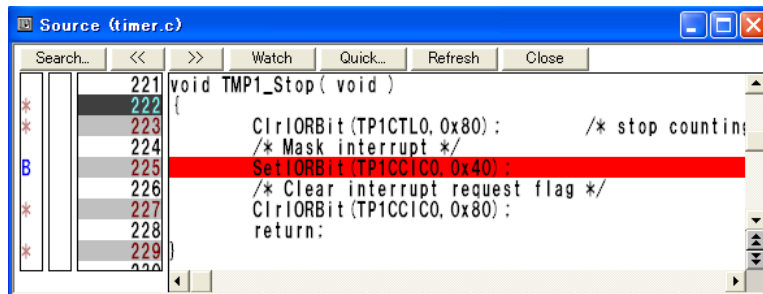 Source (timer.c)
Search... << >> Watch Quick... Refresh Close
221 void TMP1_Stop( void )
* 222 {
* 223 ClrIORBit(TP1CTL0, 0x80); /* stop counting
224 /* Mask interrupt */
B 225 SetIORBit(TP1CCIC0, 0x40);
226 /* Clear interrupt request flag */
* 227 ClrIORBit(TP1CCIC0, 0x80);
228 return;
* 229 }